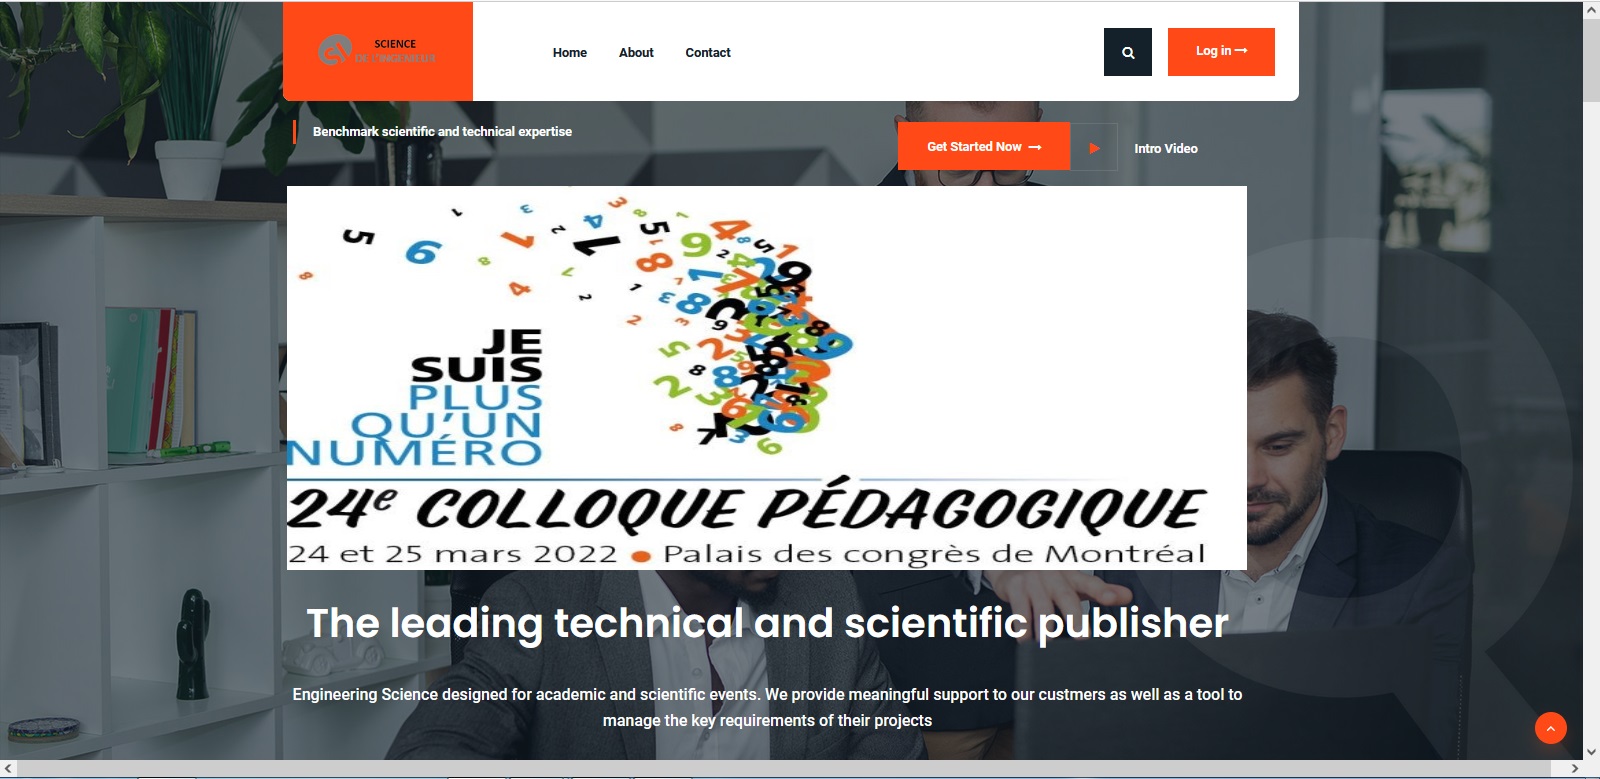 SCIENCE
DE L'INGENIEUR
Home
About
Contact
Log in
Benchmark scientific and technical expertise
Get Started Now
Intro Video
JE
SUIS
PLUS
QU'UN
NUMÉRO
24e COLLOQUE PÉDAGOGIQUE
24 et 25 mars 2022 ● Palais des congrès de Montréal
The leading technical and scientific publisher
Engineering Science designed for academic and scientific events. We provide meaningful support to our custmers as well as a tool to
manage the key requirements of their projects